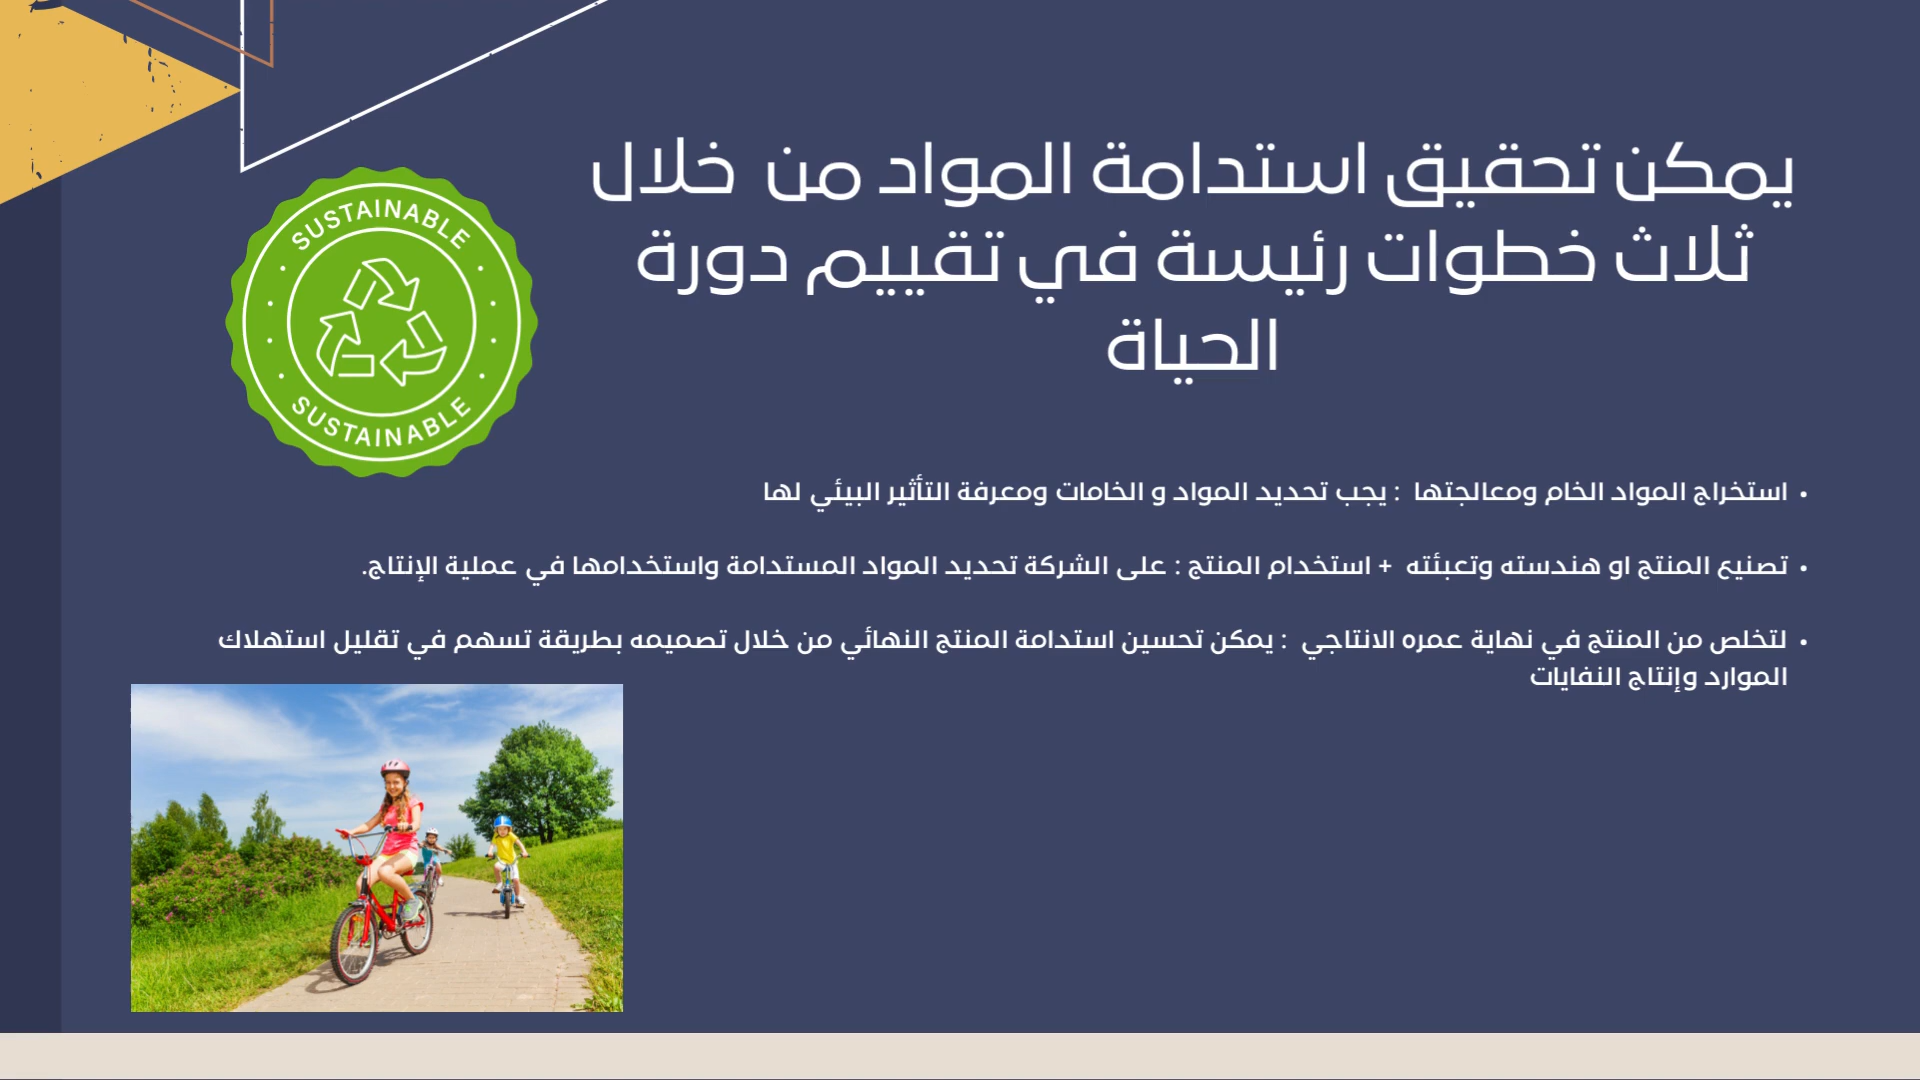 يمكن تحقيق استدامة المواد من خلال
ثلاث خطوات رئيسة في تقييم دورة
الحياة
SUSTAINABLE
SUSTAINABLE
• استخراج المواد الخام ومعالجتها : يجب تحديد المواد و الخامات ومعرفة التأثير البيئي لها
• تصنيع المنتج او هندسته وتعبئته + استخدام المنتج : على الشركة تحديد المواد المستدامة واستخدامها في عملية الإنتاج.
• لتخلص من المنتج في نهاية عمره الانتاجي : يمكن تحسين استدامة المنتج النهائي من خلال تصميمه بطريقة تسهم في تقليل استهلاك
الموارد وإنتاج النفايات